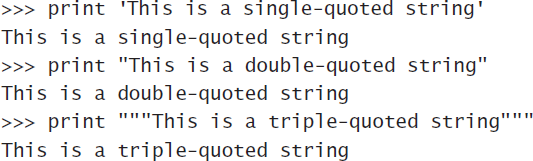 >>> print 'This is a single-quoted string'
This is a single-quoted string
>>> print "This is a double-quoted string"
This is a double-quoted string
>>> print """This is a triple-quoted string"""
This is a triple-quoted string